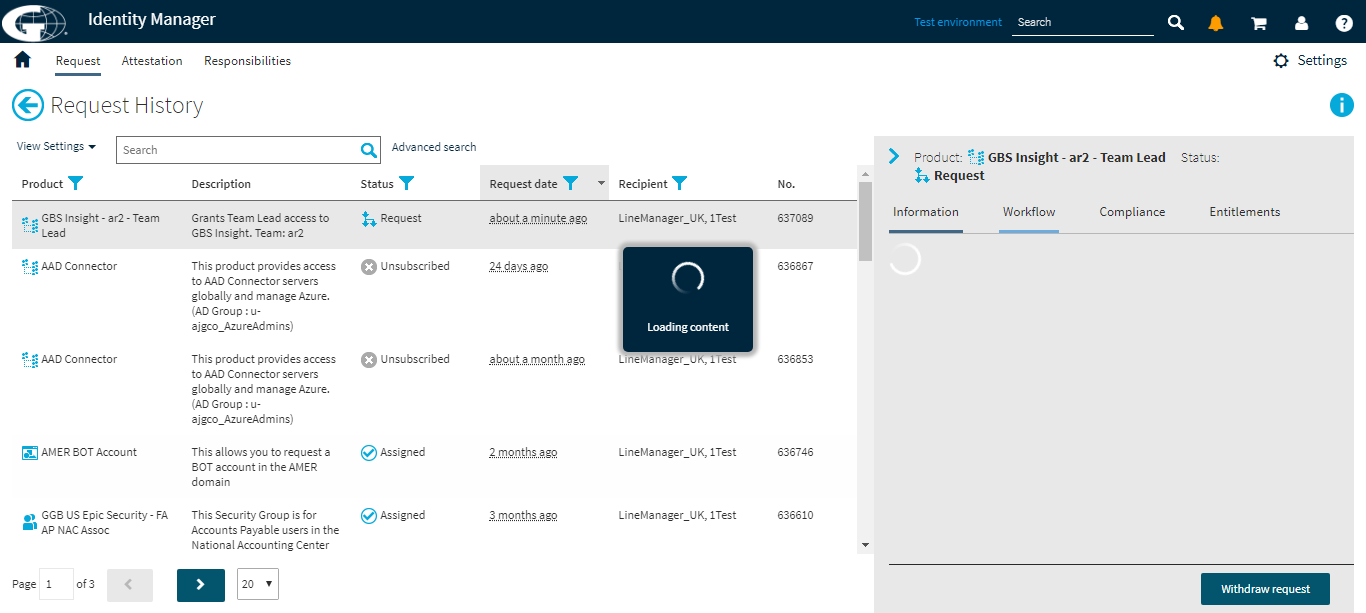 Identity Manager
Test environment
Search
Request
Attestation
Responsibilities
Settings
Request History
View Settings
Search
Advanced search
Product
Description
Status
Request date
Recipient
No.
GBS Insight - ar2 - Team
Lead
Grants Team Lead access to
GBS Insight. Team: ar2
Request
about a minute ago
LineManager_UK, 1Test
637089
AAD Connector
This product provides access
to AAD Connector servers
globally and manage Azure.
(AD Group : u-
ajgco_AzureAdmins)
Unsubscribed
24 days ago
636867
Loading content
AAD Connector
This product provides access
to AAD Connector servers
globally and manage Azure.
(AD Group : u-
ajgco_AzureAdmins)
Unsubscribed
about a month ago
LineManager_UK, 1Test
636853
AMER BOT Account
This allows you to request a
BOT account in the AMER
domain
Assigned
2 months ago
LineManager_UK, 1Test
636746
GGB US Epic Security - FA
AP NAC Assoc
This Security Group is for
Accounts Payable users in the
National Accounting Center
Assigned
3 months ago
LineManager_UK, 1Test
636610
Page 1 of 3
20
Product: GBS Insight - ar2 - Team Lead Status:
Request
Information
Workflow
Compliance
Entitlements
Withdraw request